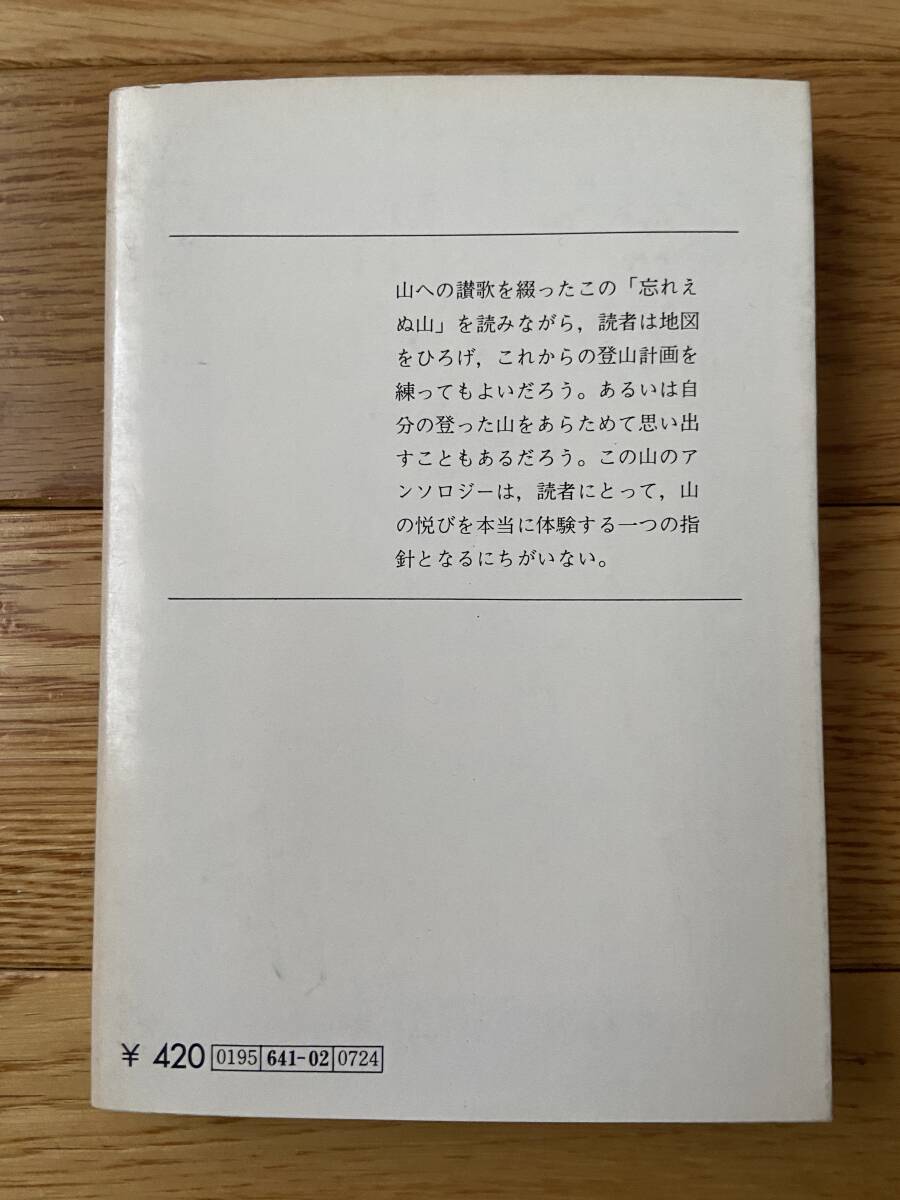 山への讃歌を綴ったこの「忘れえ
ぬ山」を読みながら，読者は地図
をひろげ，これからの登山計画を
練ってもよいだろう。あるいは自
分の登った山をあらためて思い出
すこともあるだろう。この山のア
ンソロジーは，読者にとって，山
の悦びを本当に体験する一つの指
針となるにちがいない。
¥ 420 0195 641-02 0724